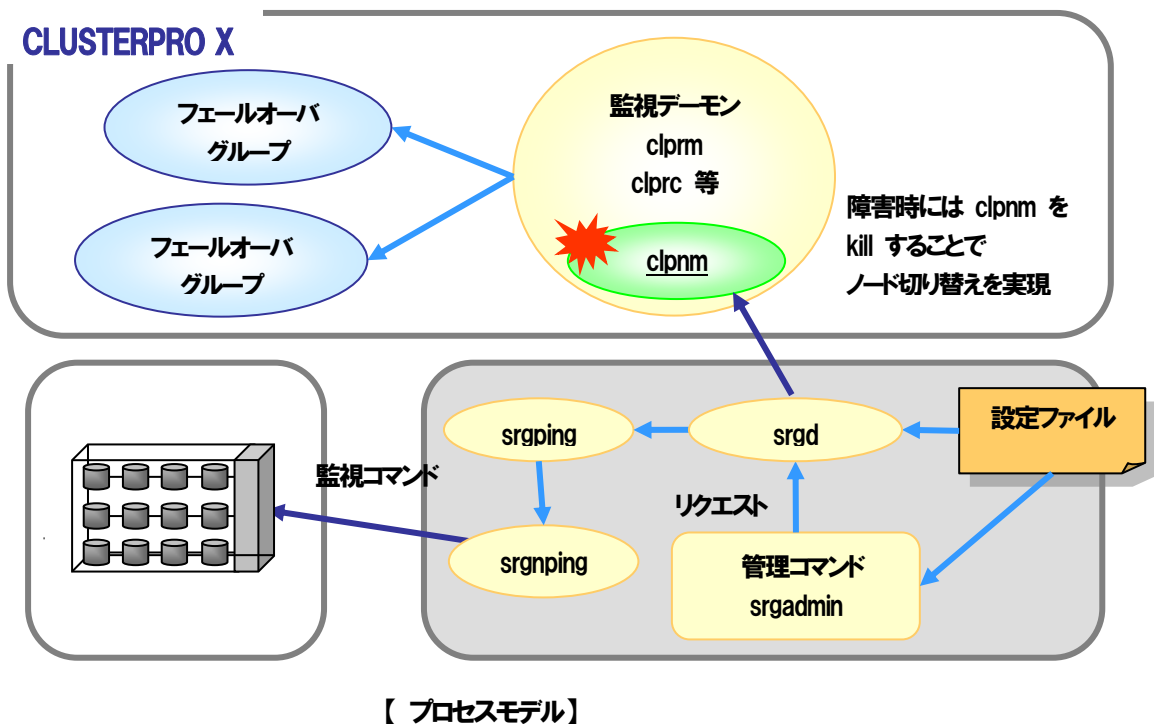 CLUSTERPRO X
フェールオーバ
グループ
フェールオーバ
グループ
監視デーモン
clprm
clprc 等
clpnm
障害時には clpnm を
kill することで
ノード切り替えを実現
監視コマンド
srgping
srgnping
srgd
リクエスト
管理コマンド
srgadmin
設定ファイル
【 プロセスモデル】